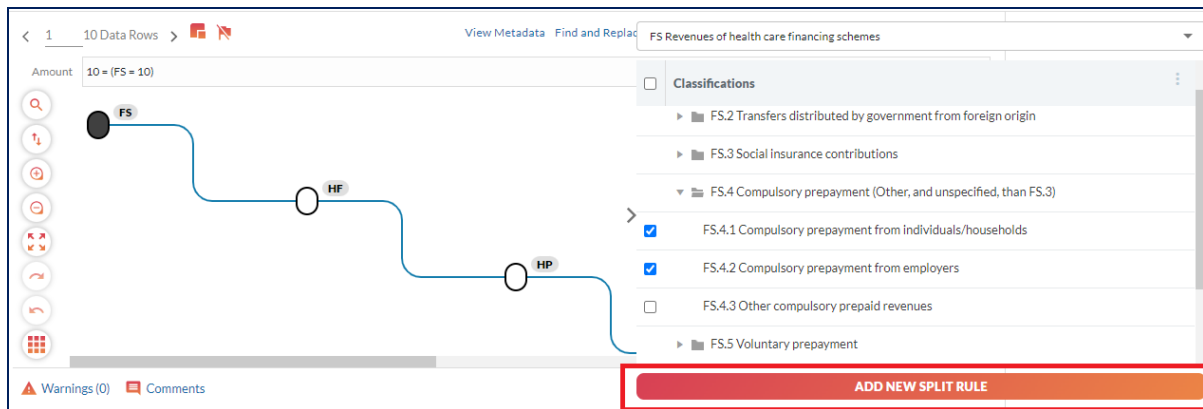 1 10 Data Rows
View Metadata Find and Replac
FS Revenues of health care financing schemes
Amount 10 = (FS = 10)
Classifications
FS
FS.2 Transfers distributed by government from foreign origin
FS.3 Social insurance contributions
HF
FS.4 Compulsory prepayment (Other, and unspecified, than FS.3)
FS.4.1 Compulsory prepayment from individuals/households
HP
FS.4.2 Compulsory prepayment from employers
FS.4.3 Other compulsory prepaid revenues
FS.5 Voluntary prepayment
Warnings (0) Comments
ADD NEW SPLIT RULE